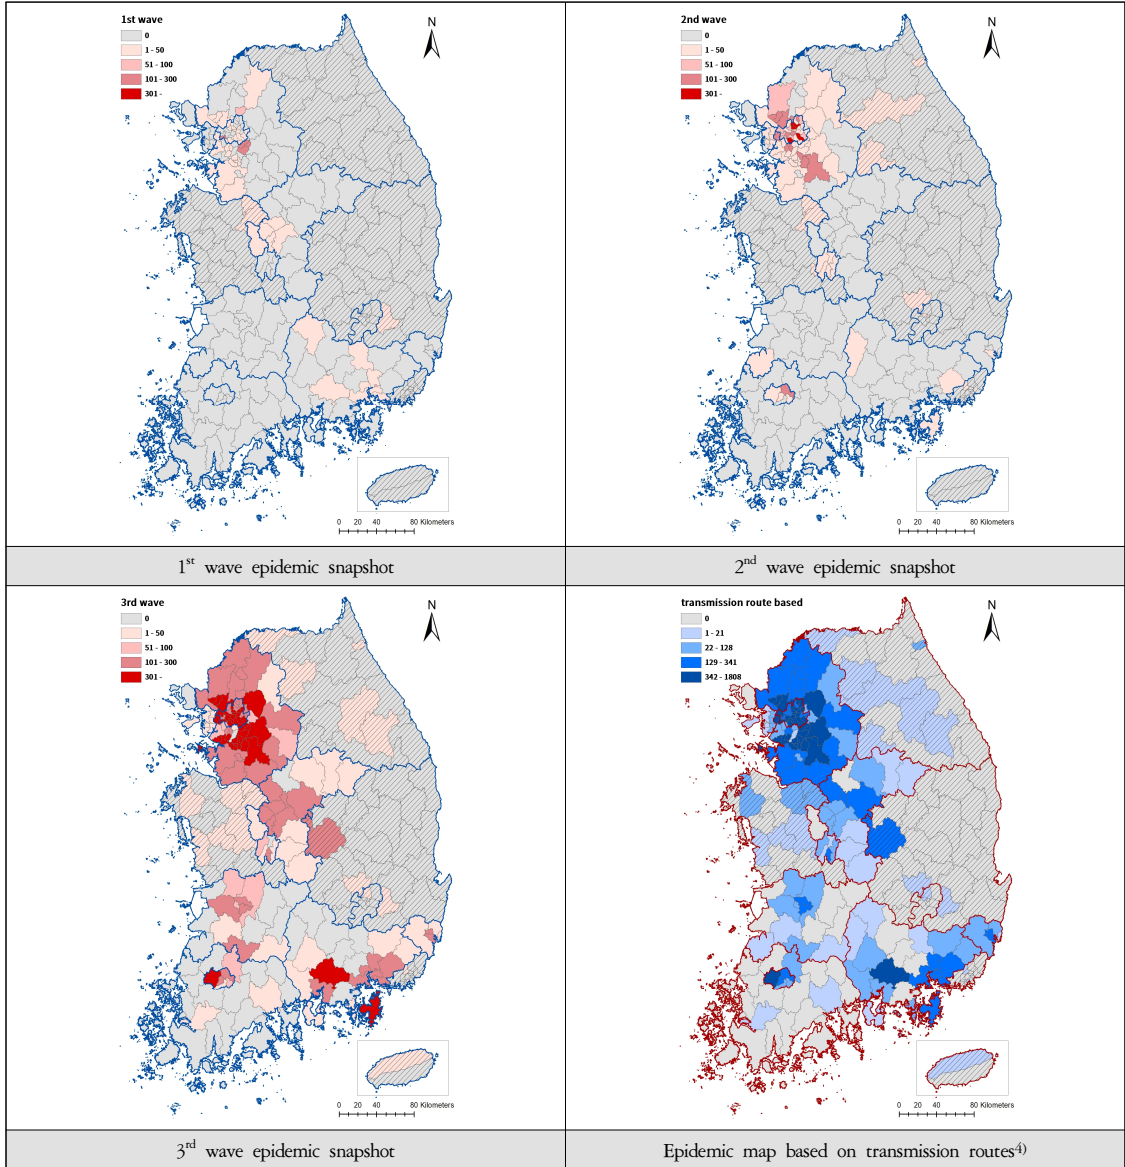 1st wave
0
1 - 50
51 - 100
101 - 300
301 -
N
0 20 40 80 Kilometers
1st wave epidemic snapshot
2nd wave
0
1 - 50
51 - 100
101 - 300
301 -
N
0 20 40 80 Kilometers
2nd wave epidemic snapshot
3rd wave
0
1 - 50
51 - 100
101 - 300
301 -
N
0 20 40 80 Kilometers
3rd wave epidemic snapshot
transmission route based
0
1 - 21
22 - 128
129 - 341
342 - 1808
N
0 20 40 80 Kilometers
Epidemic map based on transmission routes4)